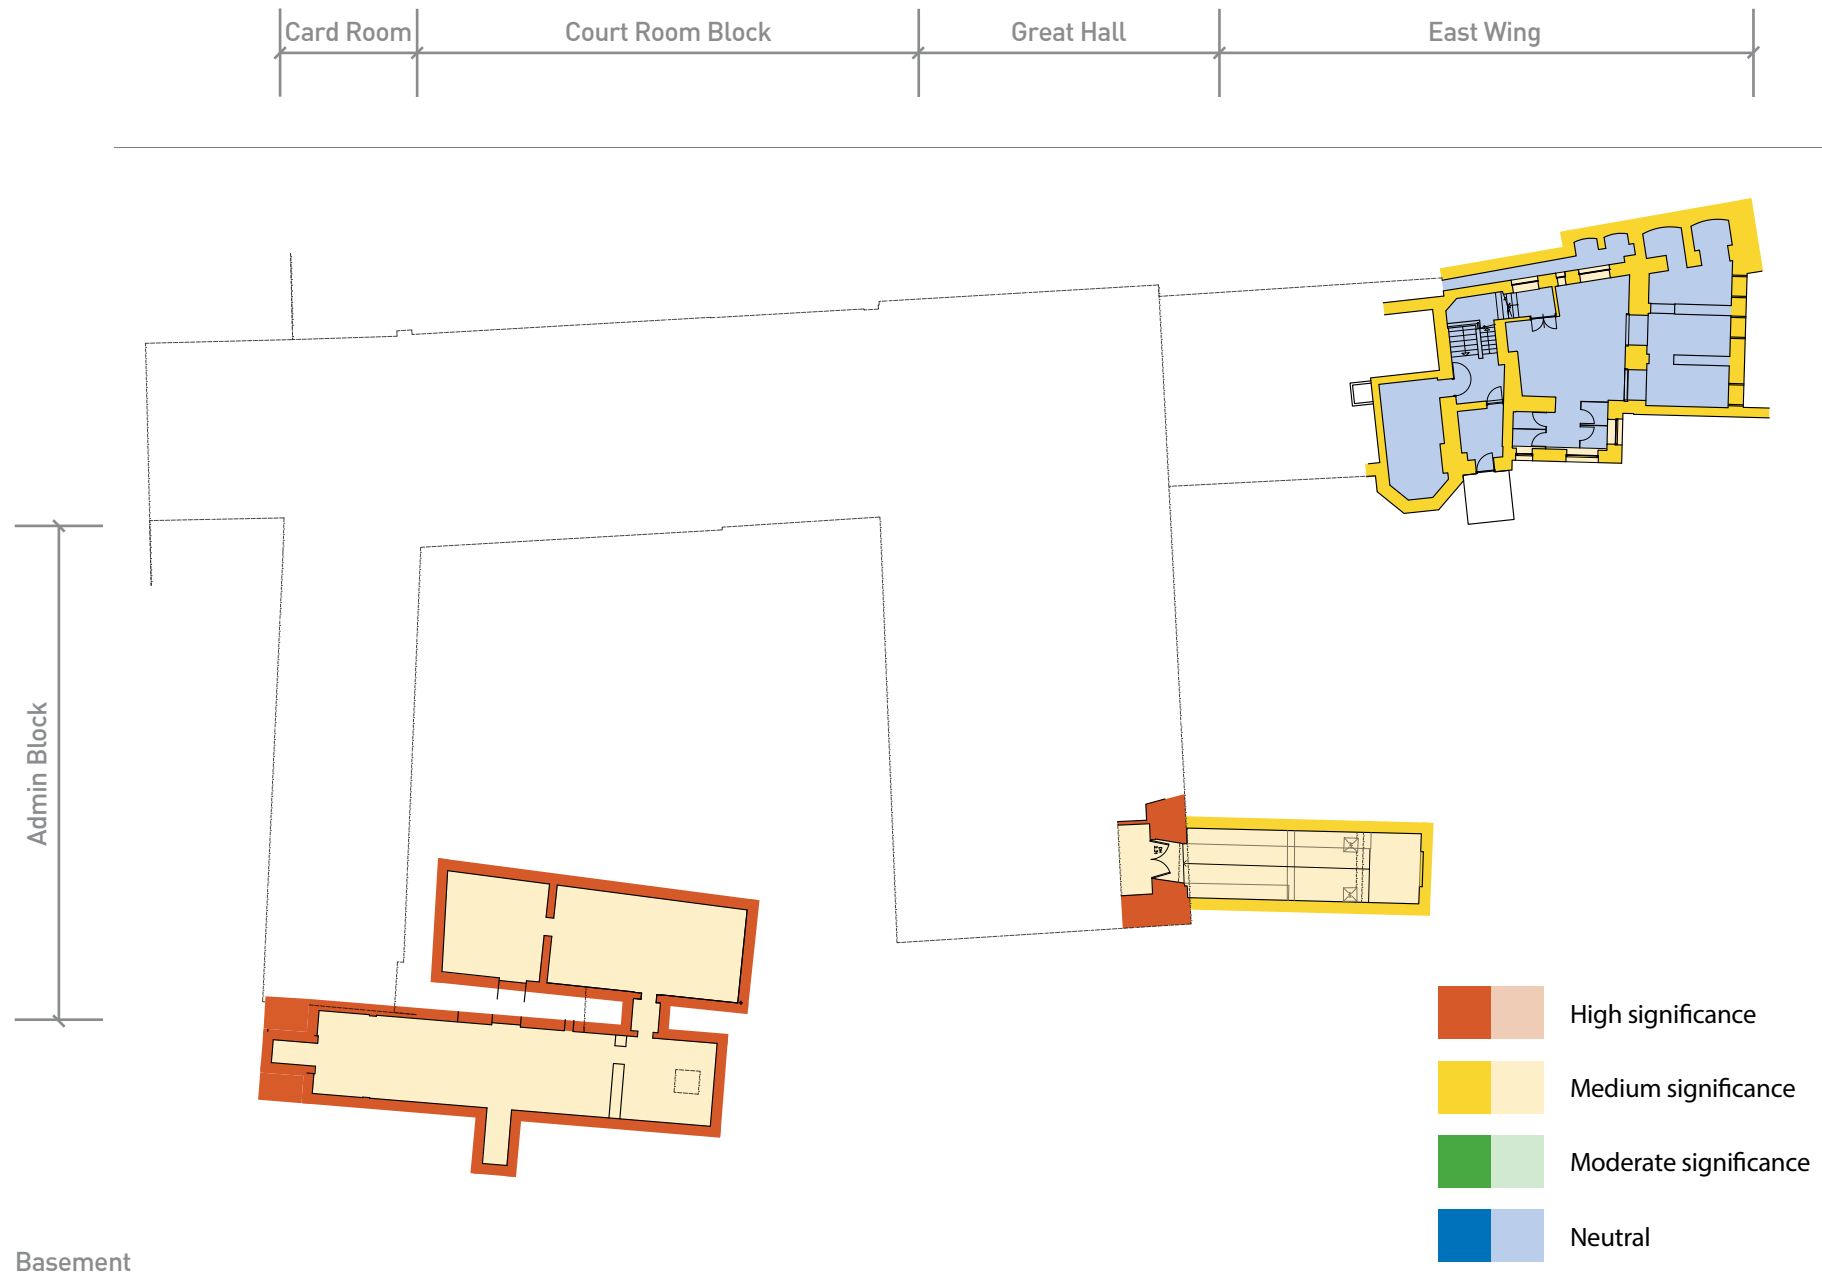 Card Room
Court Room Block
Great Hall
East Wing
Admin Block
High significance
Medium significance
Moderate significance
Neutral
Basement